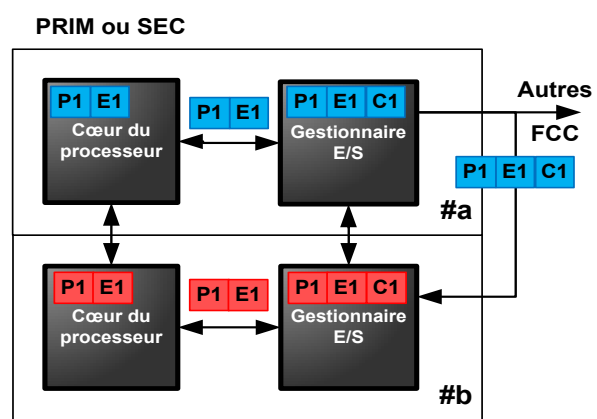 PRIM ou SEC
P1 E1
Cœur du
processeur
P1 E1
P1 E1 C1
Gestionnaire
E/S
Autres
FCC
P1 E1 C1
#a
P1 E1
Cœur du
processeur
P1 E1
P1 E1 C1
Gestionnaire
E/S
#b